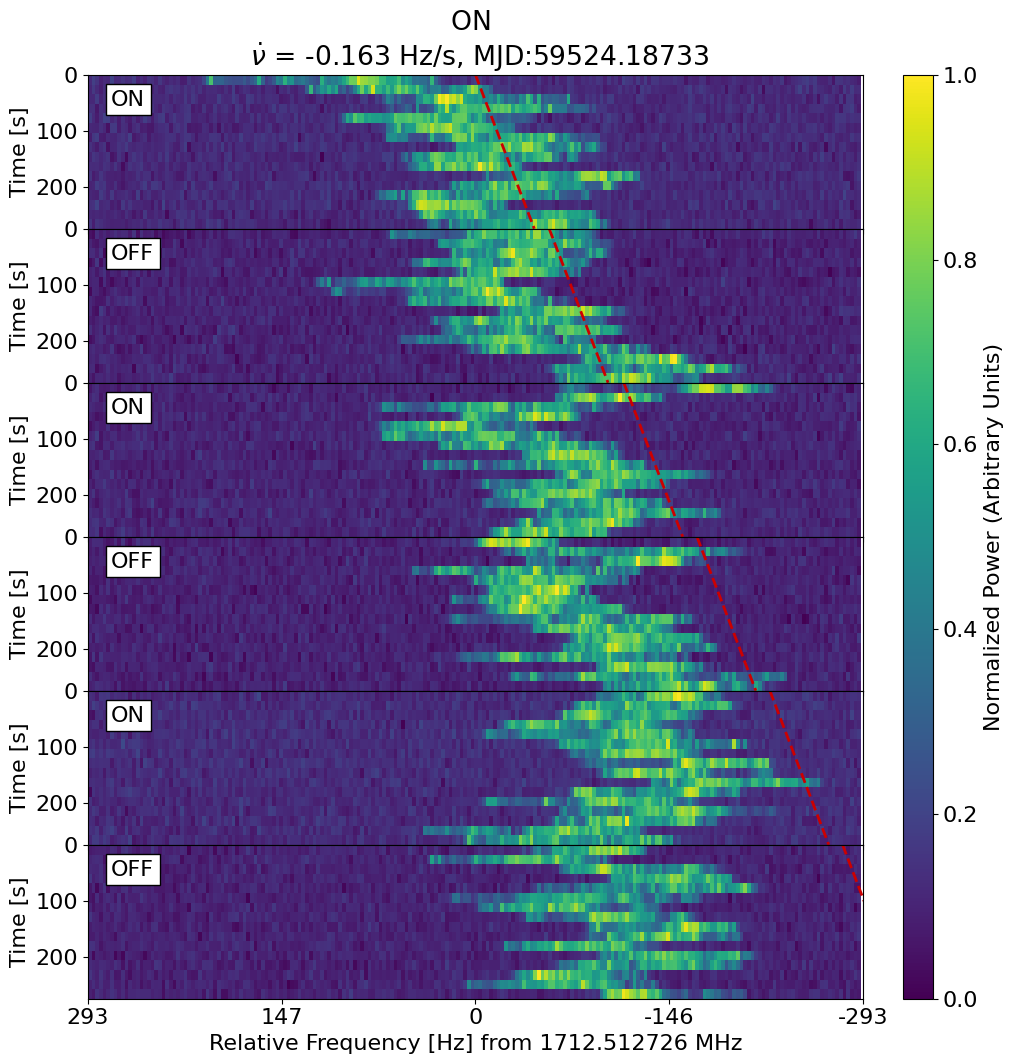 ON
ν̇ = -0.163 Hz/s, MJD:59524.18733
0
ON
100
200
Time [s]
0
OFF
100
200
Time [s]
0
ON
100
200
Time [s]
0
OFF
100
200
Time [s]
0
ON
100
200
Time [s]
0
OFF
100
200
Time [s]
293 147 0 -146 -293
Relative Frequency [Hz] from 1712.512726 MHz
1.0
0.8
0.6
0.4
0.2
0.0
Normalized Power (Arbitrary Units)